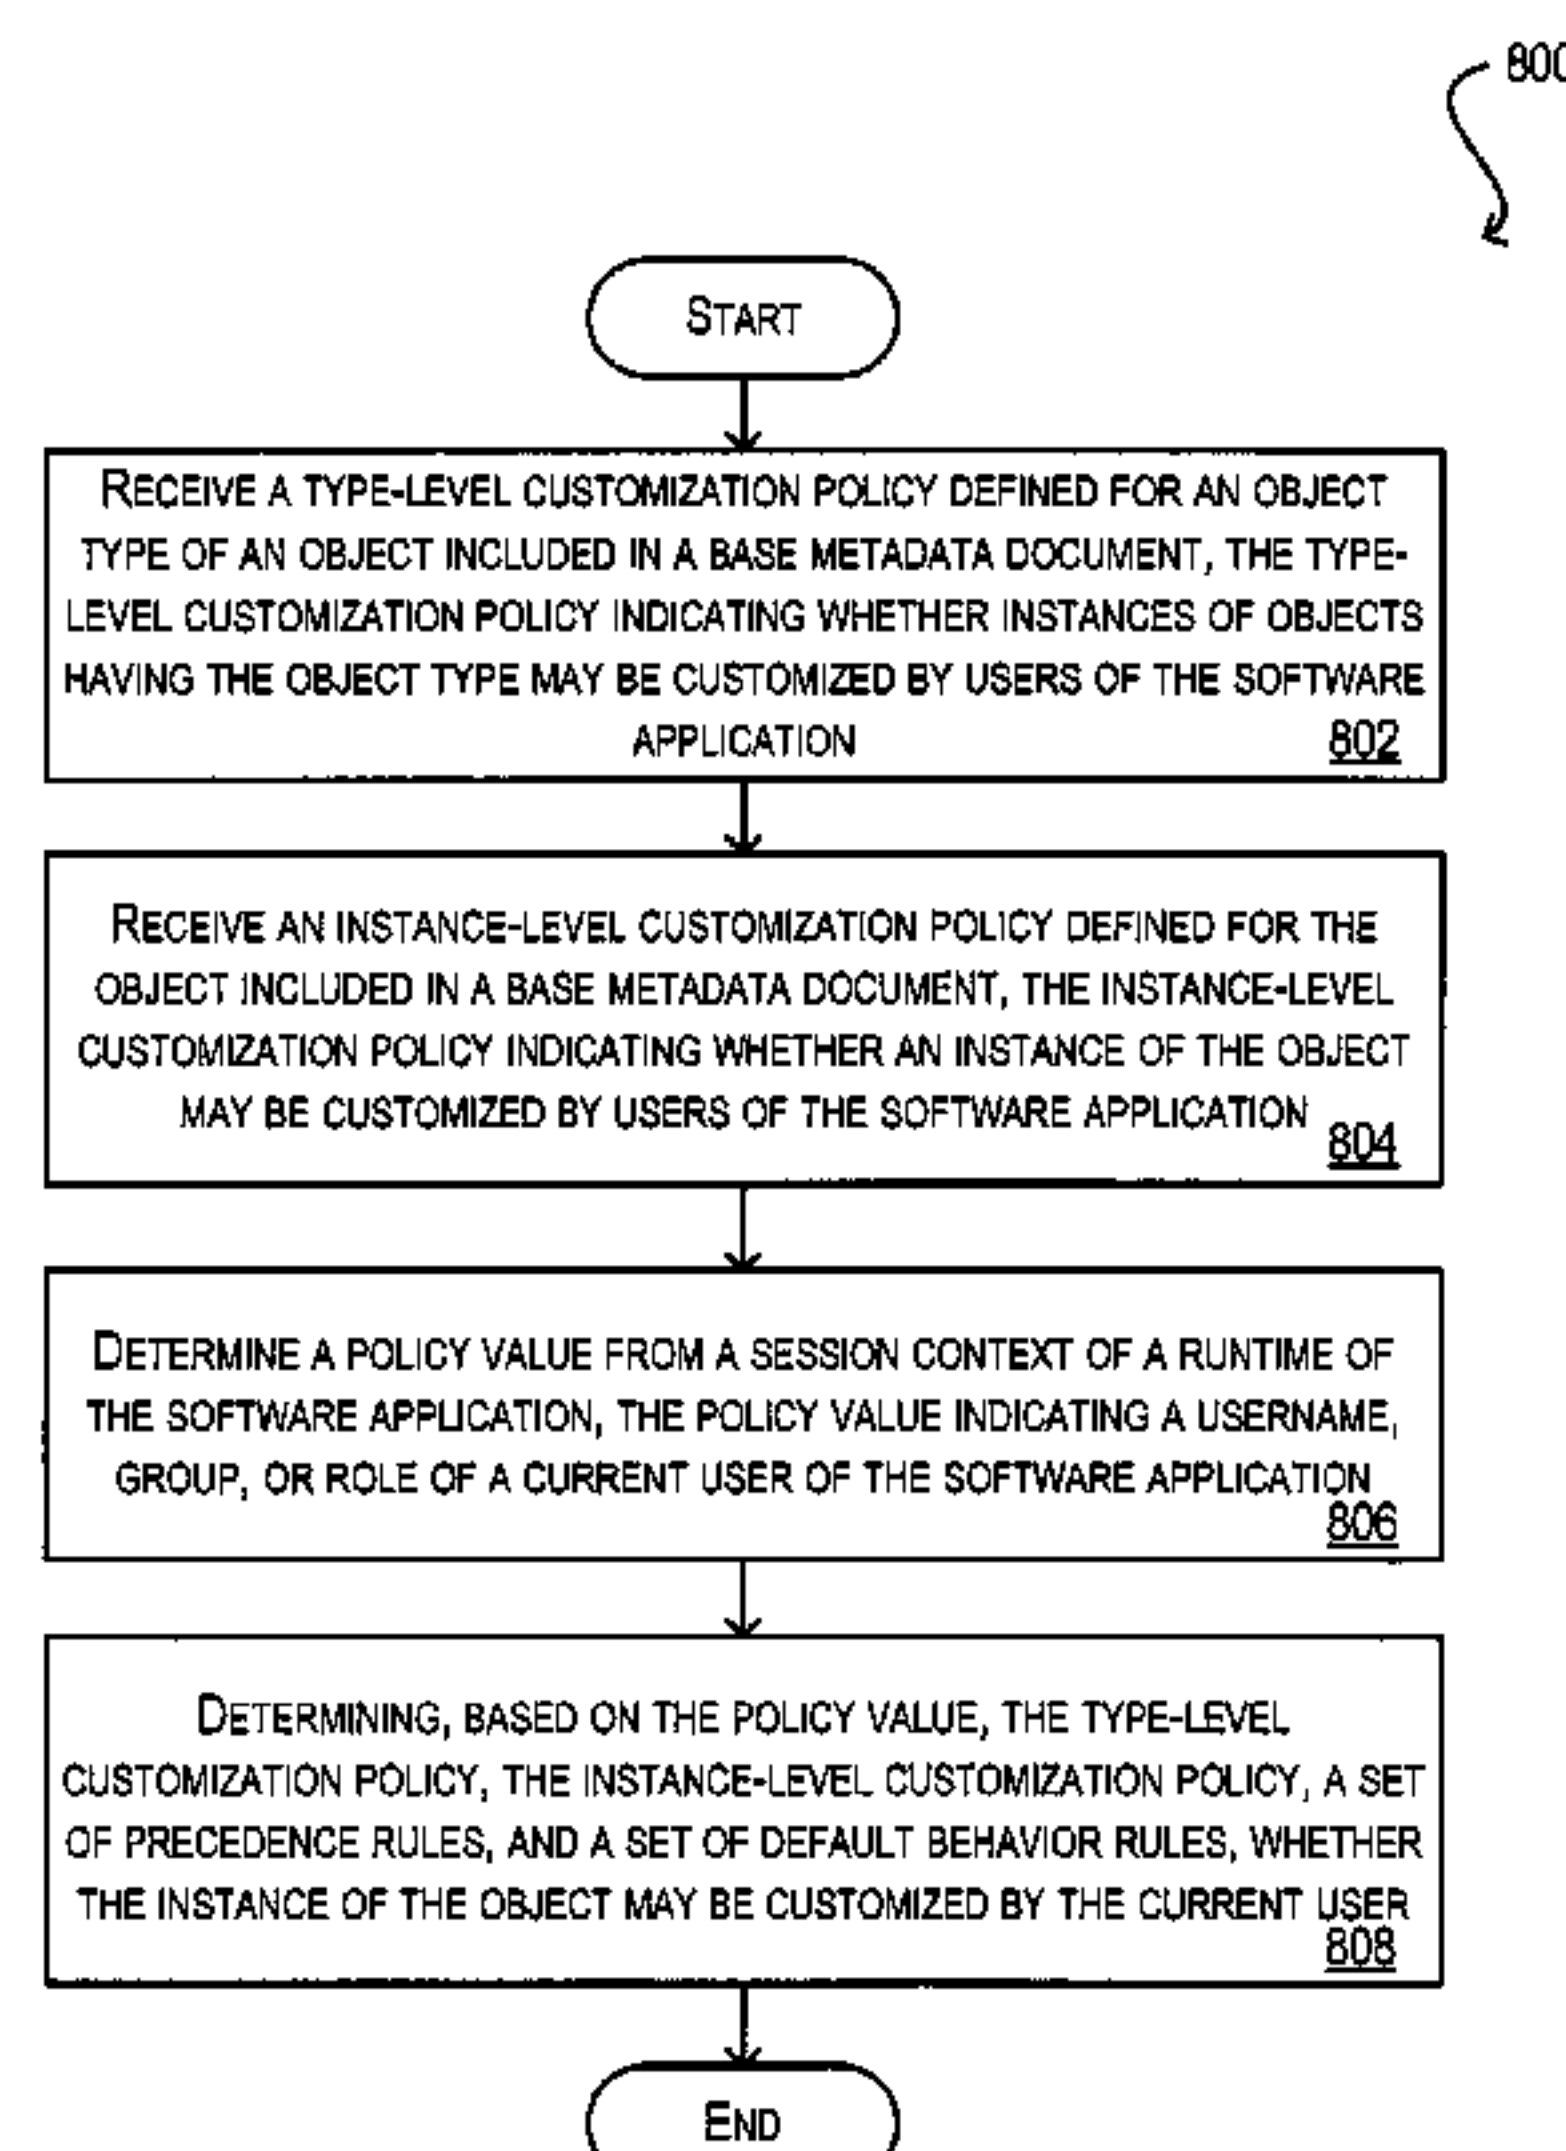 800
START
RECEIVE A TYPE-LEVEL CUSTOMIZATION POLICY DEFINED FOR AN OBJECT
TYPE OF AN OBJECT INCLUDED IN A BASE METADATA DOCUMENT, THE TYPE-
LEVEL CUSTOMIZATION POLICY INDICATING WHETHER INSTANCES OF OBJECTS
HAVING THE OBJECT TYPE MAY BE CUSTOMIZED BY USERS OF THE SOFTWARE
APPLICATION
802
RECEIVE AN INSTANCE-LEVEL CUSTOMIZATION POLICY DEFINED FOR THE
OBJECT INCLUDED IN A BASE METADATA DOCUMENT, THE INSTANCE-LEVEL
CUSTOMIZATION POLICY INDICATING WHETHER AN INSTANCE OF THE OBJECT
MAY BE CUSTOMIZED BY USERS OF THE SOFTWARE APPLICATION
804
DETERMINE A POLICY VALUE FROM A SESSION CONTEXT OF A RUNTIME OF
THE SOFTWARE APPLICATION, THE POLICY VALUE INDICATING A USERNAME,
GROUP, OR ROLE OF A CURRENT USER OF THE SOFTWARE APPLICATION
806
DETERMINING, BASED ON THE POLICY VALUE, THE TYPE-LEVEL
CUSTOMIZATION POLICY, THE INSTANCE-LEVEL CUSTOMIZATION POLICY, A SET
OF PRECEDENCE RULES, AND A SET OF DEFAULT BEHAVIOR RULES, WHETHER
THE INSTANCE OF THE OBJECT MAY BE CUSTOMIZED BY THE CURRENT USER
808
END